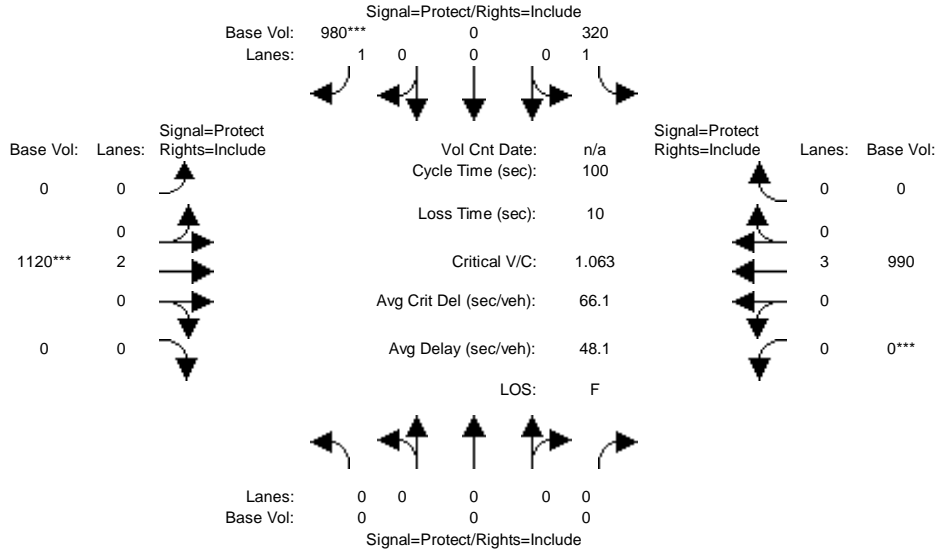 Signal=Protect/Rights=Include
Base Vol: 980*** 0 320
Lanes: 1 0 0 0 1
Signal=Protect Signal=Protect
Base Vol: Lanes: Rights=Include Vol Cnt Date: n/a Rights=Include Lanes: Base Vol:
Cycle Time (sec): 100
0 0 0 0
Loss Time (sec): 10
0 0
1120*** 2 Critical V/C: 1.063 3 990
0 Avg Crit Del (sec/veh): 66.1 0
0 0 Avg Delay (sec/veh): 48.1 0 0***
LOS: F
Lanes: 0 0 0 0 0
Base Vol: 0 0 0
Signal=Protect/Rights=Include